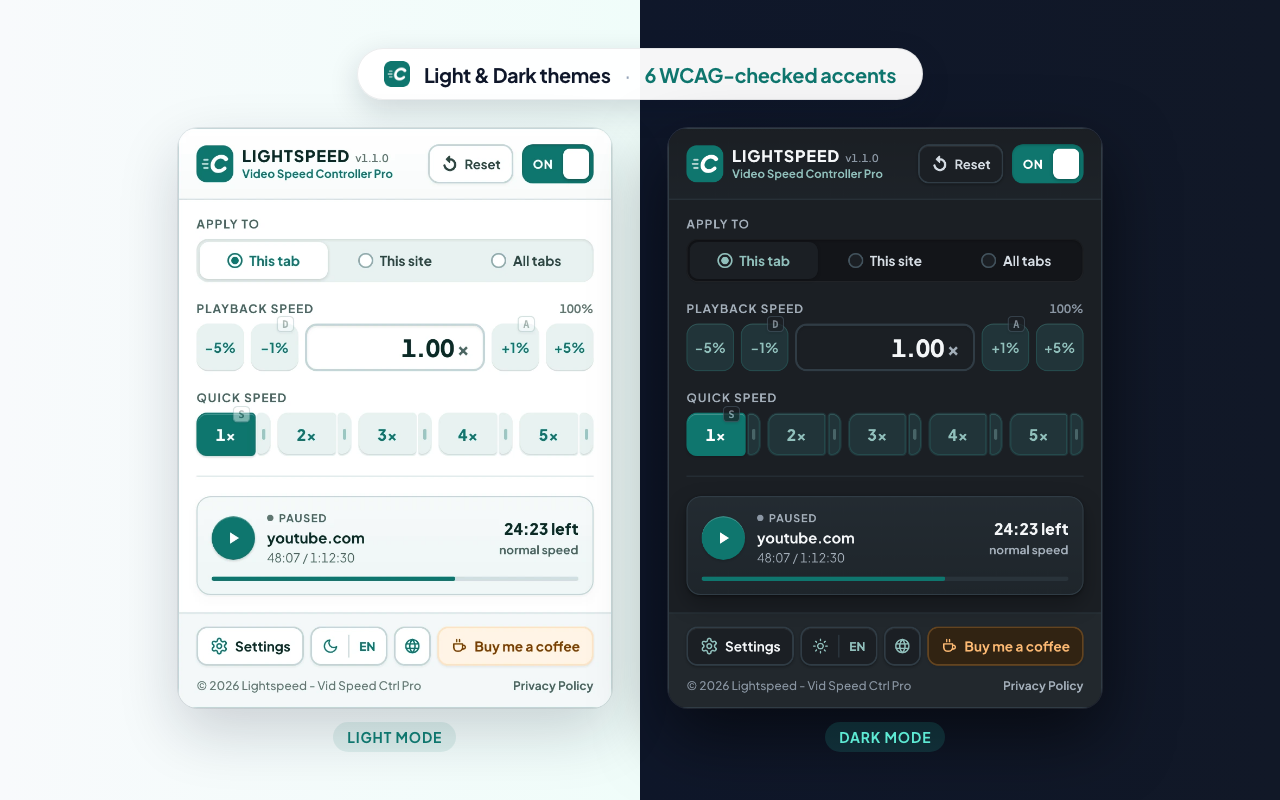 Light & Dark themes · 6 WCAG-checked accents
LIGHTSPEED v1.1.0
Video Speed Controller Pro
Reset
ON
APPLY TO
This tab
This site
All tabs
PLAYBACK SPEED
100%
D
A
-5%
-1%
1.00 ×
+1%
+5%
QUICK SPEED
S
1×
2×
3×
4×
5×
PAUSED
youtube.com
48:07 / 1:12:30
24:23 left
normal speed
Settings
EN
Buy me a coffee
© 2026 Lightspeed - Vid Speed Ctrl Pro
Privacy Policy
LIGHT MODE
LIGHTSPEED v1.1.0
Video Speed Controller Pro
Reset
ON
APPLY TO
This tab
This site
All tabs
PLAYBACK SPEED
100%
D
A
-5%
-1%
1.00 ×
+1%
+5%
QUICK SPEED
S
1×
2×
3×
4×
5×
PAUSED
youtube.com
48:07 / 1:12:30
24:23 left
normal speed
Settings
EN
Buy me a coffee
© 2026 Lightspeed - Vid Speed Ctrl Pro
Privacy Policy
DARK MODE